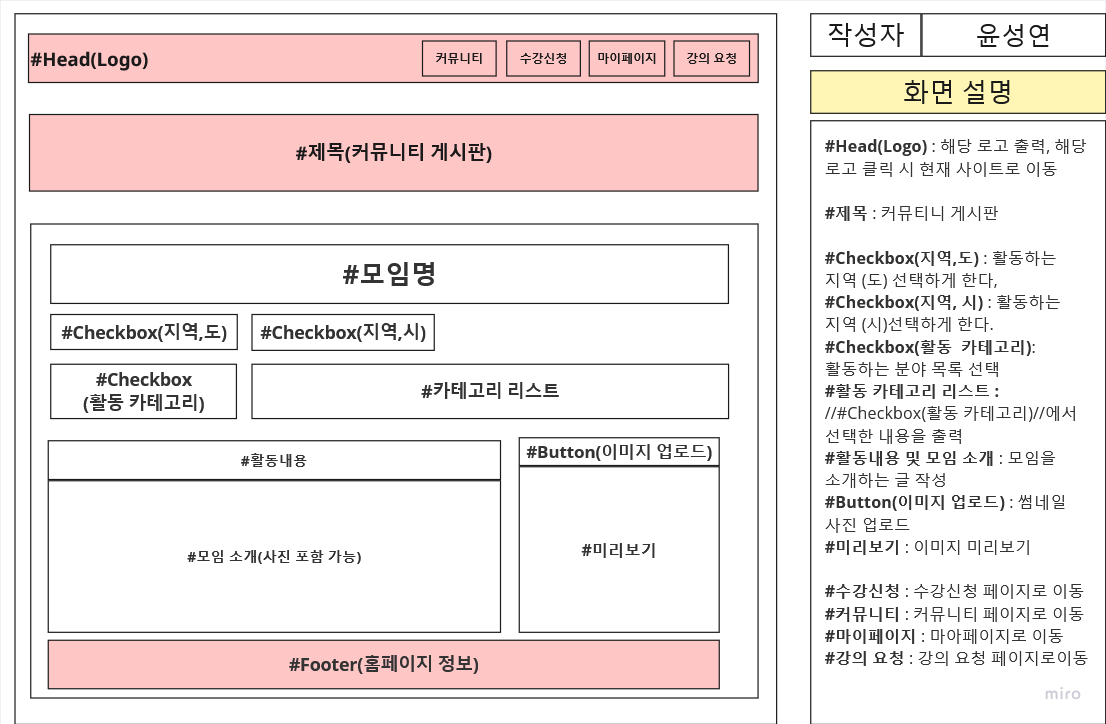 #Head(Logo)
커뮤니티
수강신청
마이페이지
강의 요청
#제목(커뮤니티 게시판)
#모임명
#Checkbox(지역,도)
#Checkbox(지역,시)
#Checkbox
(활동 카테고리)
#카테고리 리스트
#활동내용
#Button(이미지 업로드)
#모임 소개(사진 포함 가능)
#미리보기
#Footer(홈페이지 정보)
작성자
윤성연
화면 설명
#Head(Logo) : 해당 로고 출력, 해당
로고 클릭 시 현재 사이트로 이동
#제목 : 커뮤티니 게시판
#Checkbox(지역,도) : 활동하는
지역 (도) 선택하게 한다,
#Checkbox(지역, 시) : 활동하는
지역 (시)선택하게 한다.
#Checkbox(활동 카테고리):
활동하는 분야 목록 선택
#활동 카테고리 리스트 :
//#Checkbox(활동 카테고리)//에서
선택한 내용을 출력
#활동내용 및 모임 소개 : 모임을
소개하는 글 작성
#Button(이미지 업로드) : 썸네일
사진 업로드
#미리보기 : 이미지 미리보기
#수강신청 : 수강신청 페이지로 이동
#커뮤니티 : 커뮤니티 페이지로 이동
#마이페이지 : 마아페이지로 이동
#강의 요청 : 강의 요청 페이지로이동
miro